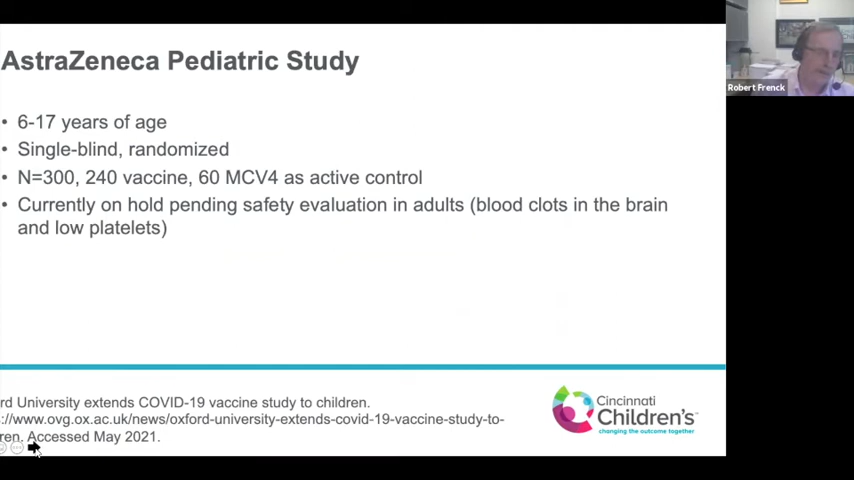 AstraZeneca Pediatric Study
Robert Frenck
• 6-17 years of age
• Single-blind, randomized
• N=300, 240 vaccine, 60 MCV4 as active control
• Currently on hold pending safety evaluation in adults (blood clots in the brain
and low platelets)
rd University extends COVID-19 vaccine study to children.
://www.ovg.ox.ac.uk/news/oxford-university-extends-covid-19-vaccine-study-to-
ren. Accessed May 2021.
Cincinnati
Children's™
changing the outcome together